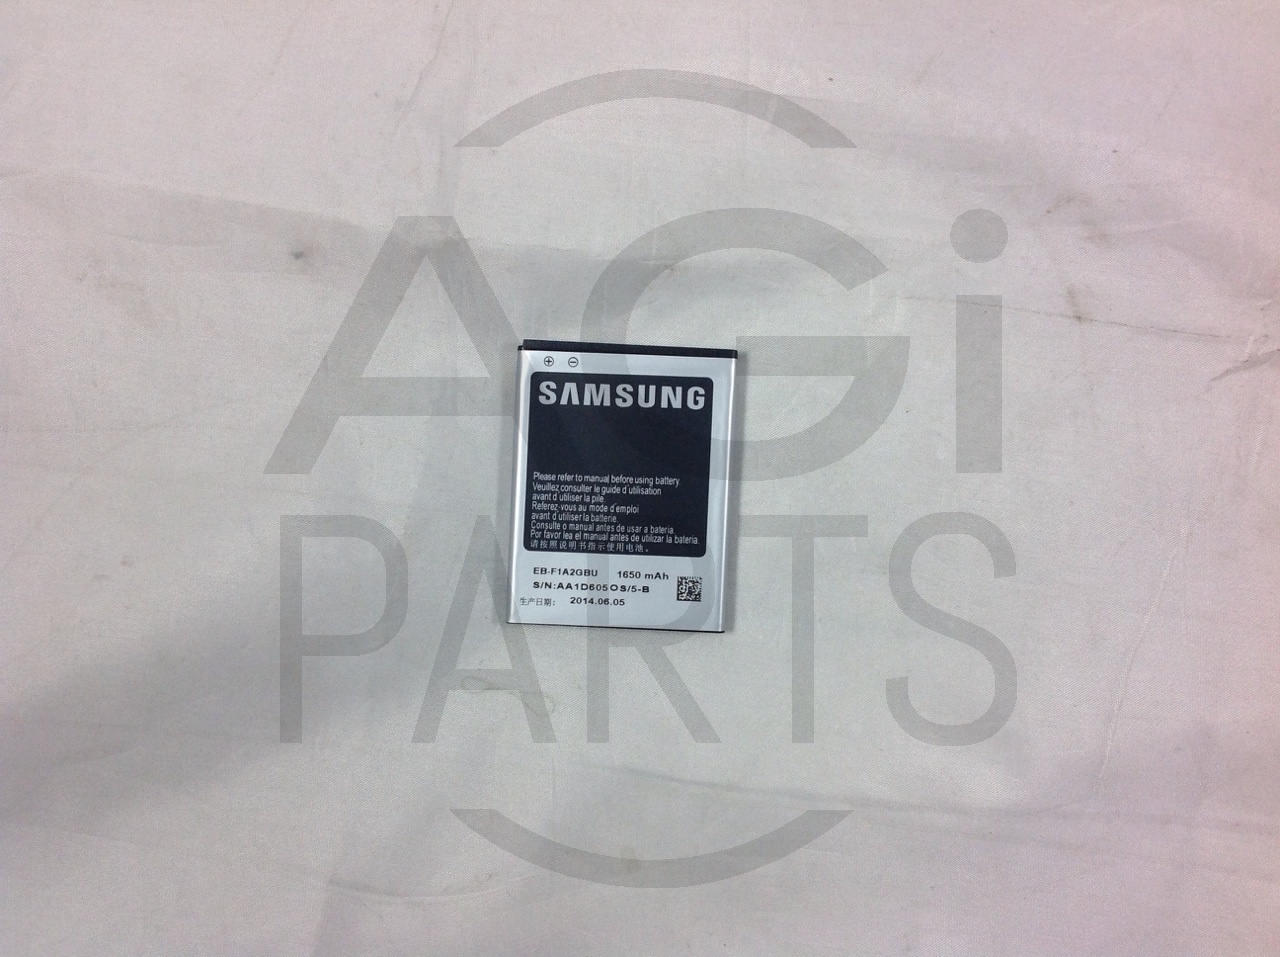 AGi
PARTS
SAMSUNG
Please refer to manual before using battery.
Veuillez consulter le guide d'utilisation
avant d'utiliser la pile.
Referez-vous au mode d'emploi
avant d'utiliser la batterie.
Consulte o manual antes de usar a bateria.
Por favor lea el manual antes de utilizar la bateria.
请按照说明书指示使用电池。
EB-F1A2GBU 1650 mAh
S/N:AA1D605OS/5-B
生产日期: 2014.06.05